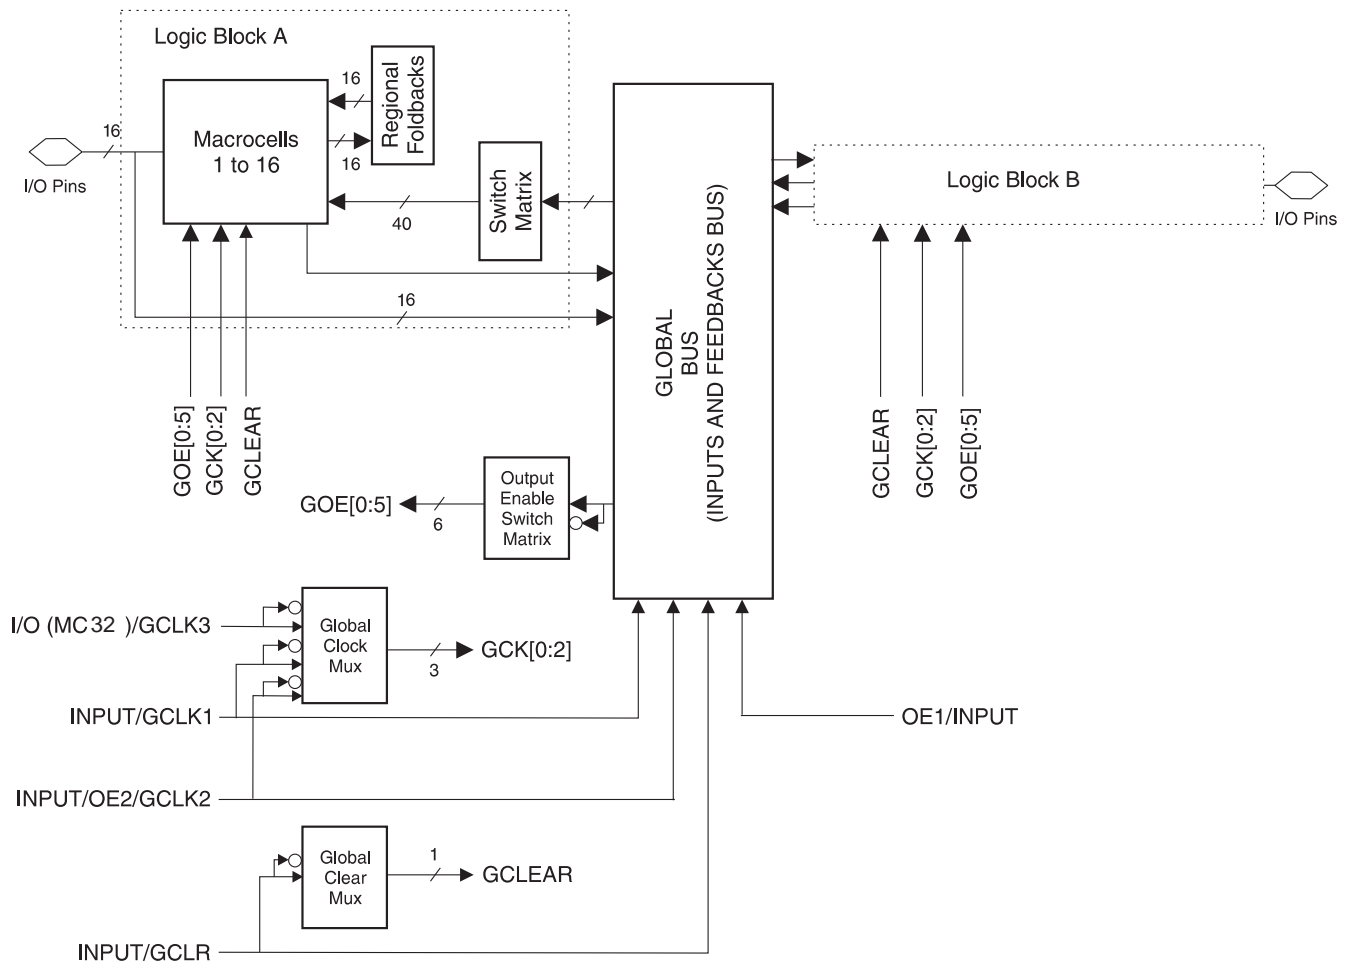 Logic Block A
16
Regional
Foldbacks
16
16
Macrocells
1 to 16
16
I/O Pins
Switch
Matrix
40
16
GOE[0:5]
GCK[0:2]
GCLEAR
GLOBAL
BUS
(INPUTS AND FEEDBACKS BUS)
Logic Block B
I/O Pins
GCLEAR
GCK[0:2]
GOE[0:5]
Output
Enable
Switch
Matrix
GOE[0:5]
6
I/O (MC32 )/GCLK3
Global
Clock
Mux
3
GCK[0:2]
INPUT/GCLK1
OE1/INPUT
INPUT/OE2/GCLK2
Global
Clear
Mux
1
GCLEAR
INPUT/GCLR